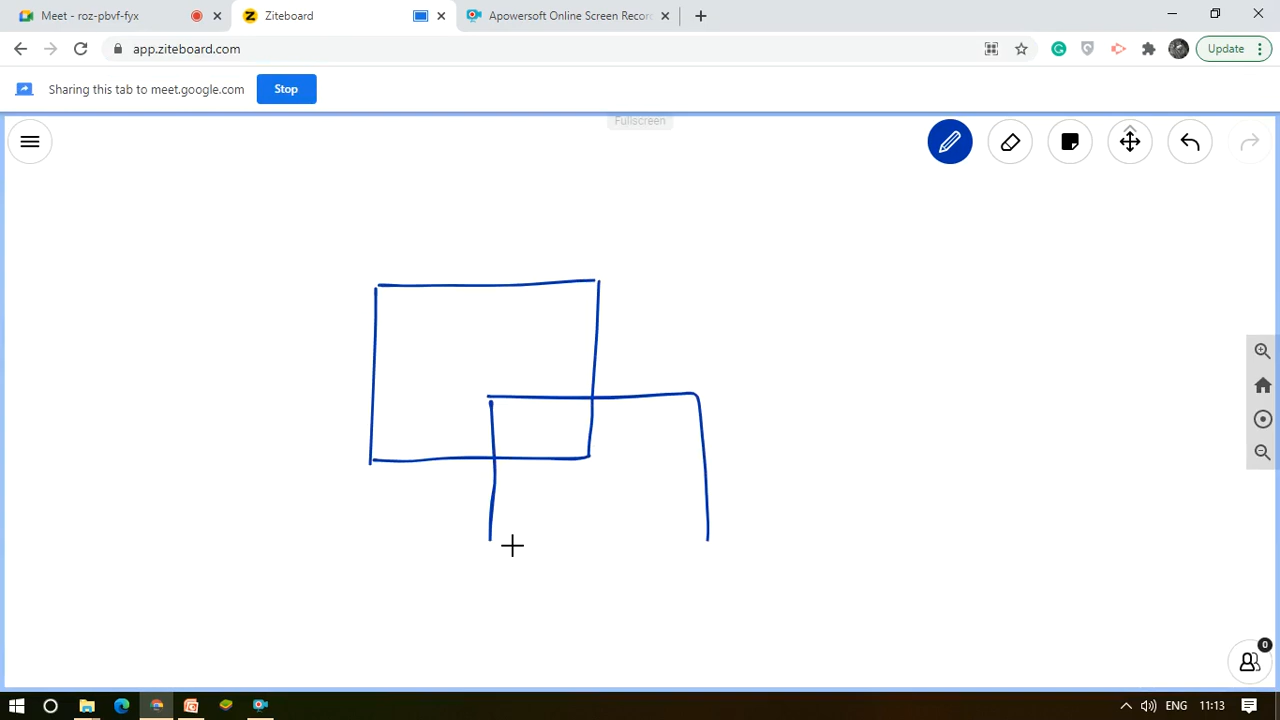 Meet - roz-pbvf-fyx
Ziteboard
Apowersoft Online Screen Recor
app.ziteboard.com
Update
Sharing this tab to meet.google.com
Stop
Fullscreen
0
ENG
11:13